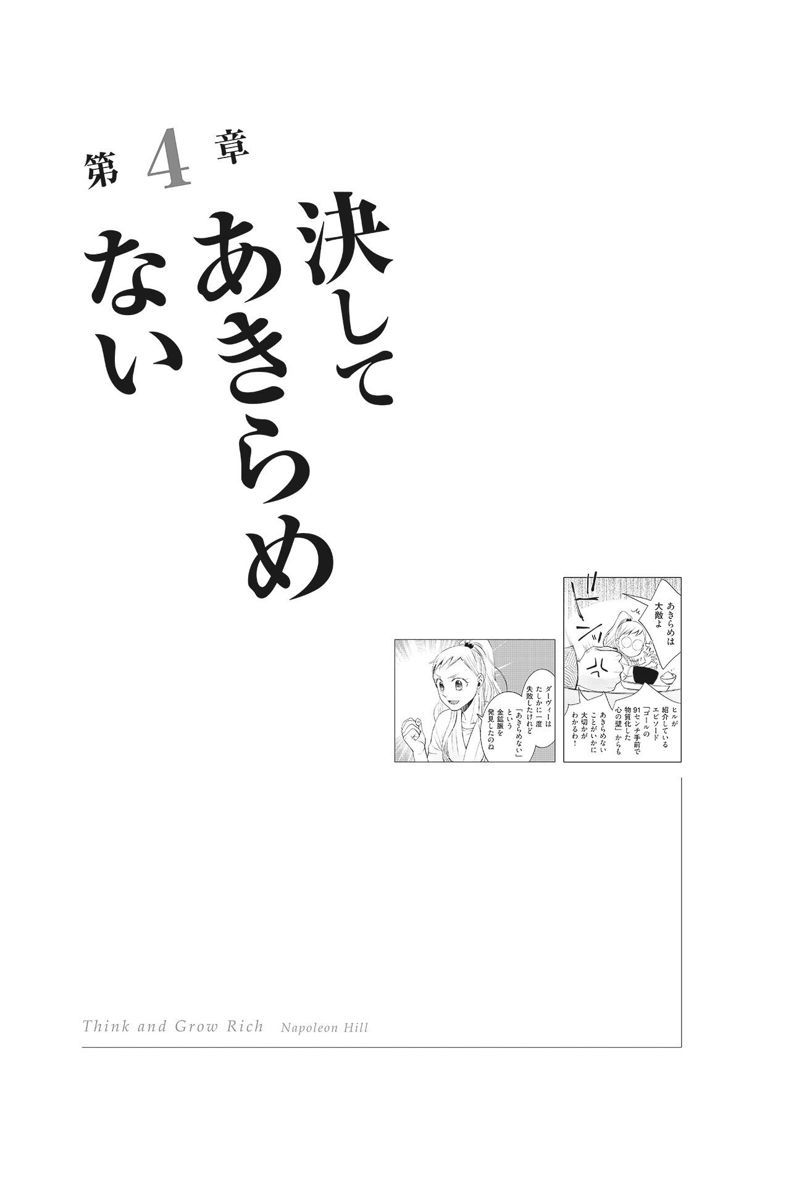 第4章
決して
あきらめ
ない
あきらめは
大敵よ
ヒルが
紹介している
エピソード
「ゴールの
91センチ手前で
物質化した
心の壁」からも
あきらめない
ことがいかに
大切かが
わかるわ！
ダーヴィーは
たしかに一度
失敗したけれど
「あきらめない」
という
金鉱脈を
発見したのね
Think and Grow Rich Napoleon Hill